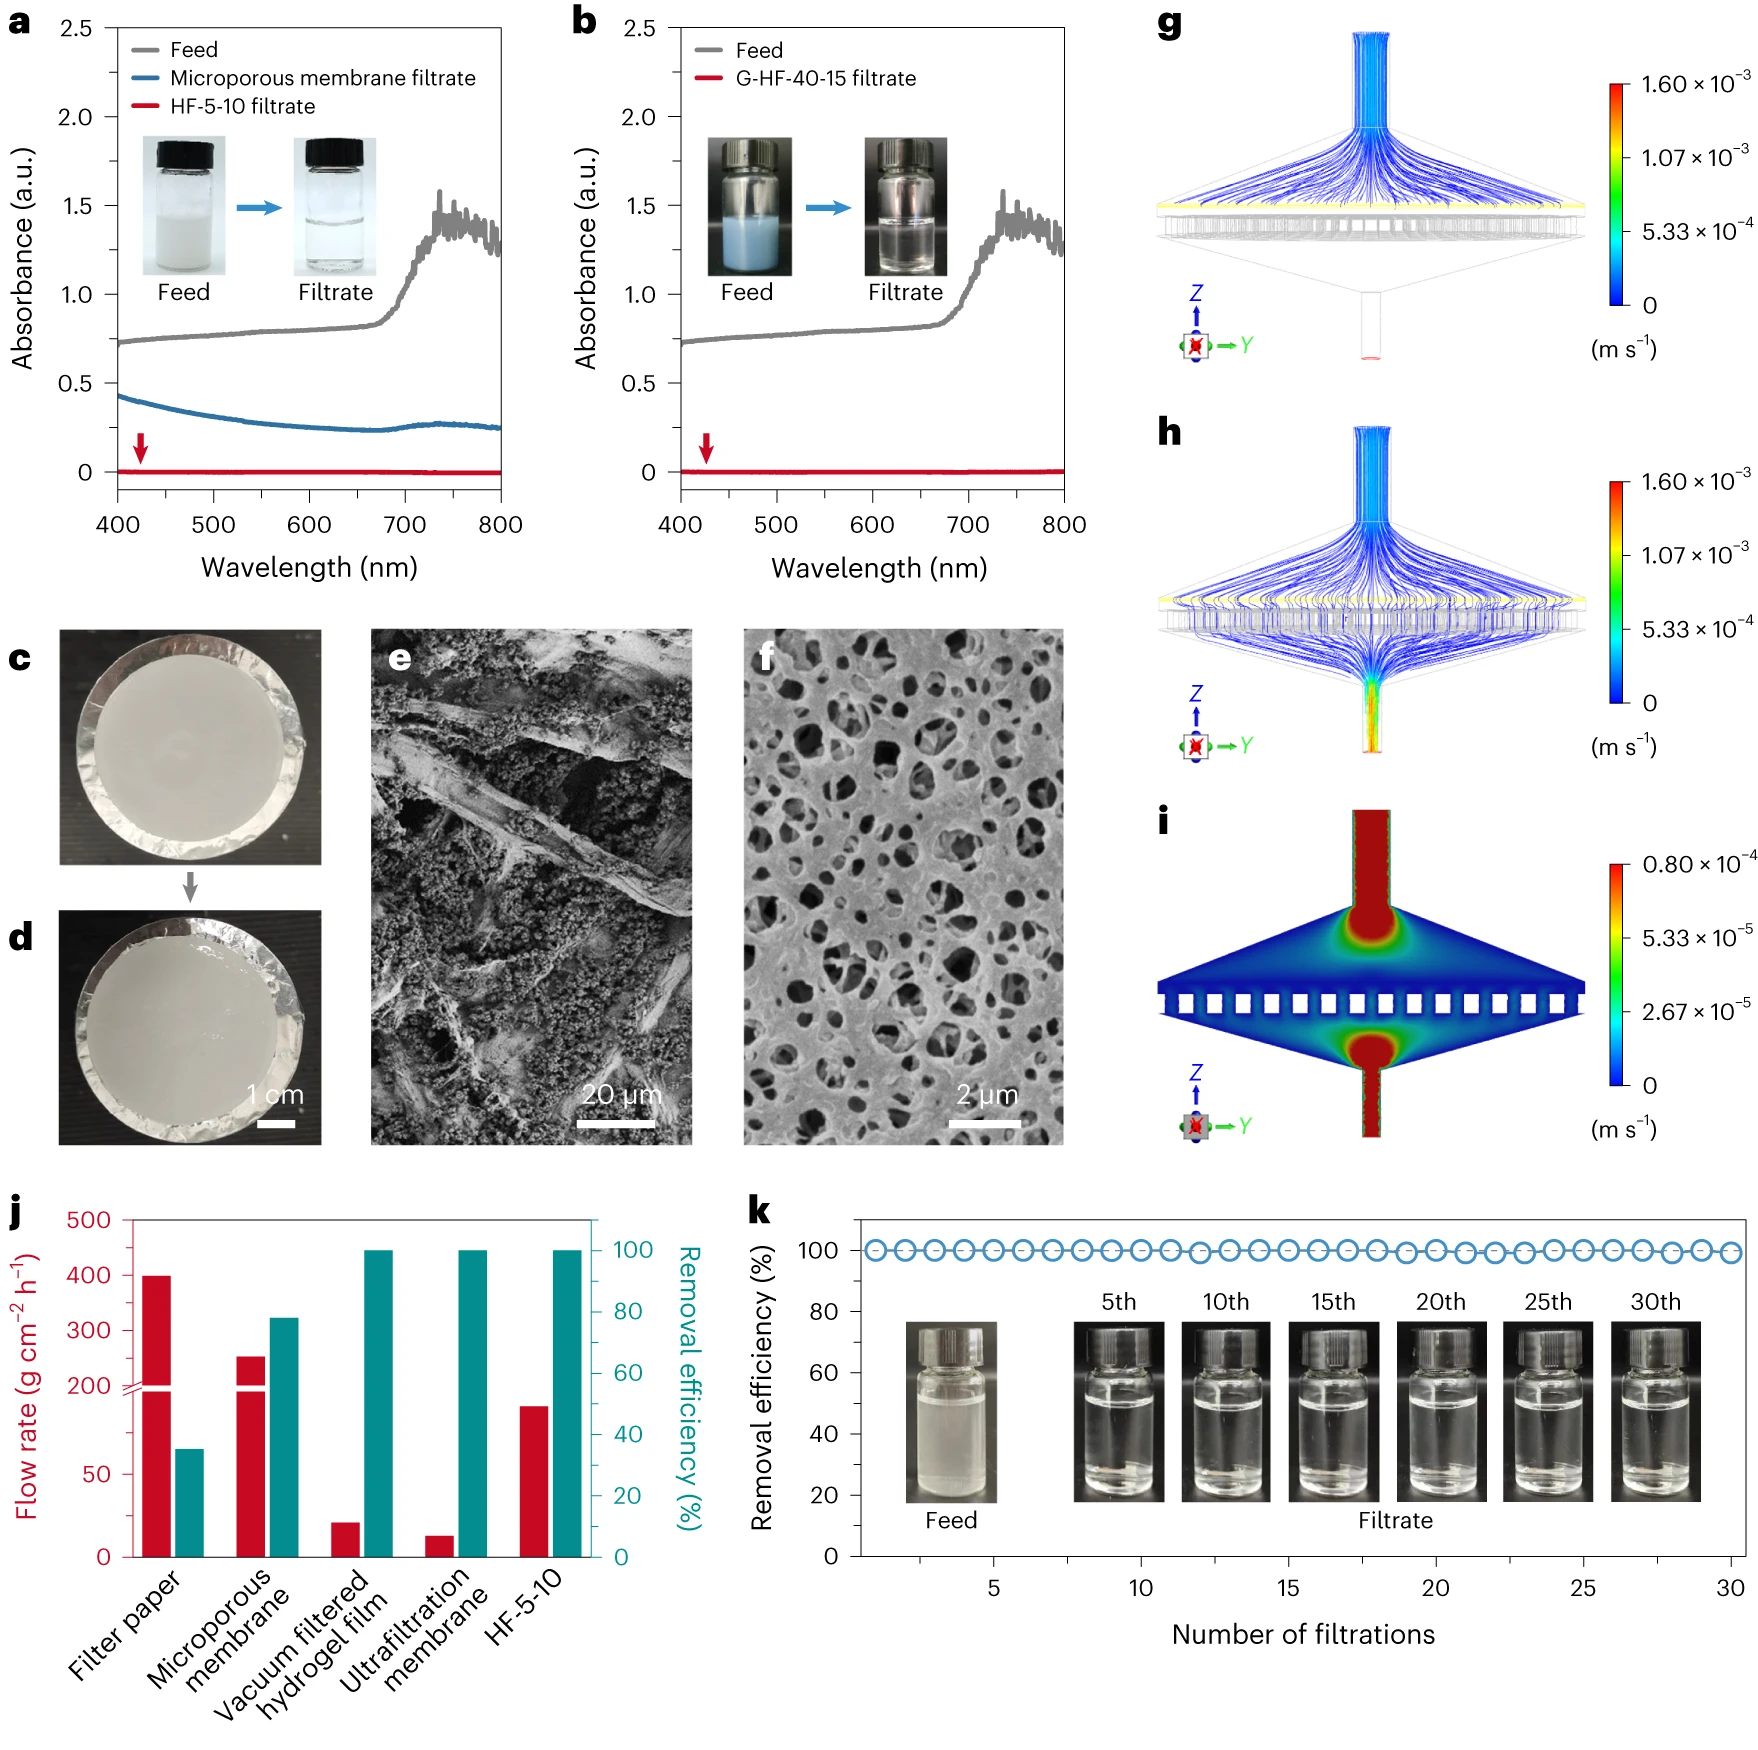 a
2.5
2.0
1.5
1.0
0.5
0
Absorbance (a.u.)
Feed
Microporous membrane filtrate
HF-5-10 filtrate
Feed
Filtrate
400
500
600
700
800
Wavelength (nm)
b
2.5
2.0
1.5
1.0
0.5
0
Absorbance (a.u.)
Feed
G-HF-40-15 filtrate
Feed
Filtrate
400
500
600
700
800
Wavelength (nm)
g
1.60 × 10⁻³
1.07 × 10⁻³
5.33 × 10⁻⁴
0
(m s⁻¹)
Z
Y
h
1.60 × 10⁻³
1.07 × 10⁻³
5.33 × 10⁻⁴
0
(m s⁻¹)
Z
Y
c
d
1 cm
e
20 μm
f
2 μm
i
0.80 × 10⁻⁴
5.33 × 10⁻⁵
2.67 × 10⁻⁵
0
(m s⁻¹)
Z
Y
j
500
400
300
200
50
0
Flow rate (g cm⁻² h⁻¹)
100
80
60
40
20
0
Removal efficiency (%)
Filter paper
Microporous
membrane
Vacuum filtered
hydrogel film
Ultrafiltration
membrane
HF-5-10
k
100
80
60
40
20
0
Removal efficiency (%)
5th
10th
15th
20th
25th
30th
Feed
Filtrate
5
10
15
20
25
30
Number of filtrations